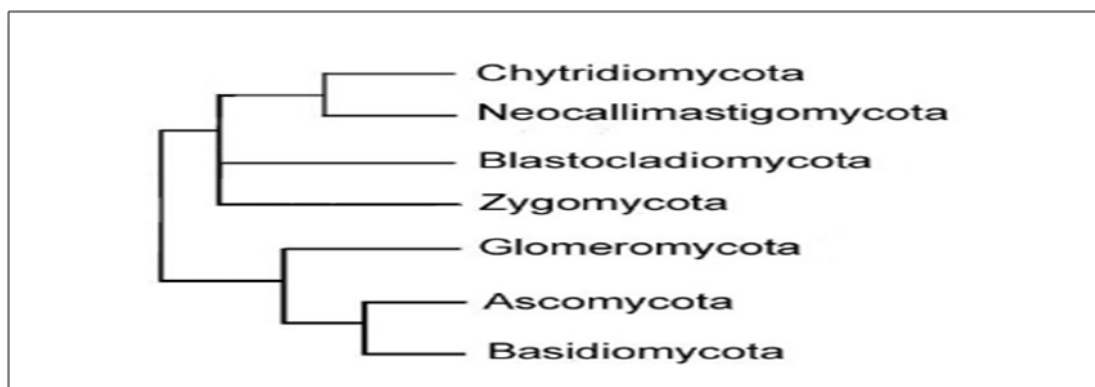 Chytridiomycota
Neocallimastigomycota
Blastocladiomycota
Zygomycota
Glomeromycota
Ascomycota
Basidiomycota